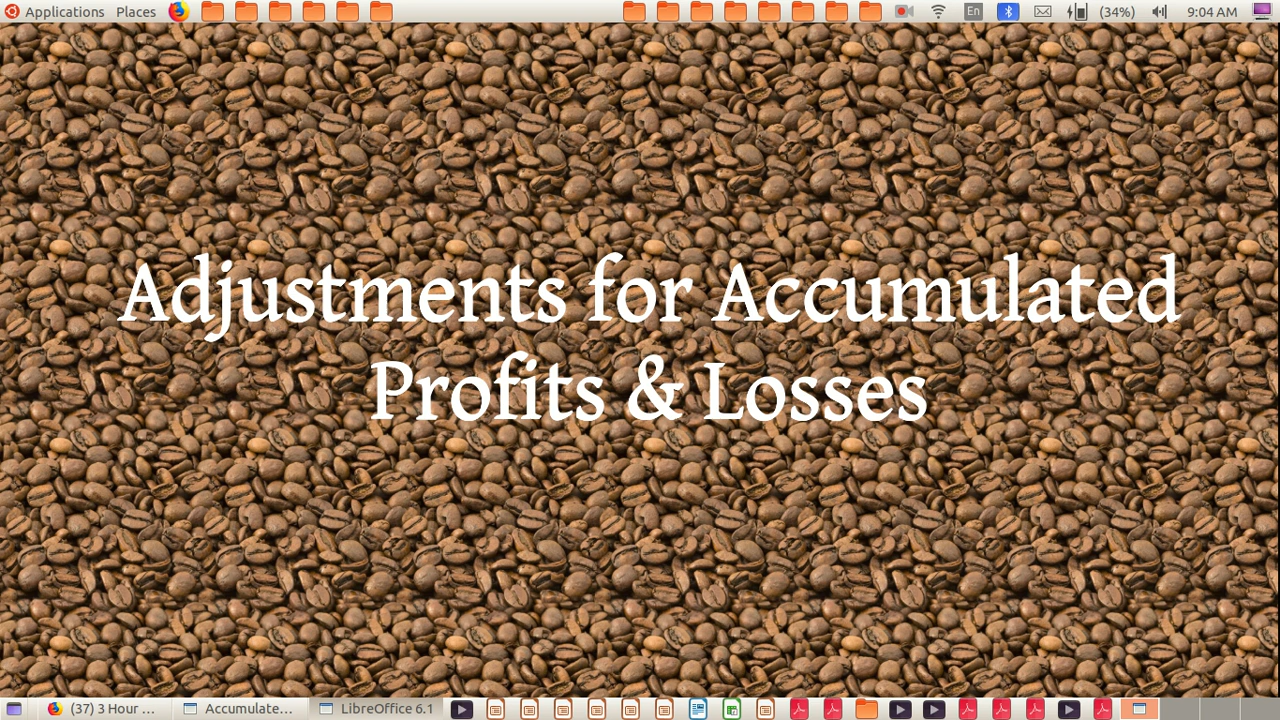 Applications Places En (34%) 9:04 AM
Adjustments for Accumulated
Profits & Losses
(37) 3 Hour ... Accumulate... LibreOffice 6.1